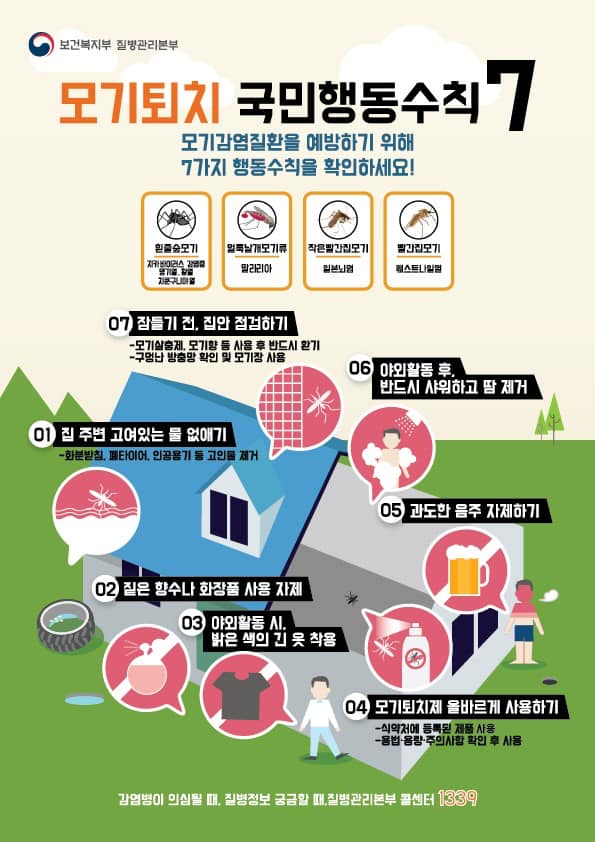 보건복지부 질병관리본부
모기퇴치 국민행동수칙 7
모기감염질환을 예방하기 위해
7가지 행동수칙을 확인하세요!
흰줄숲모기
지카바이러스 감염증
뎅기열, 황열
치쿤구니야열
얼룩날개모기류
말라리아
작은빨간집모기
일본뇌염
빨간집모기
웨스트나일열
07 잠들기 전, 집안 점검하기
-모기살충제, 모기향 등 사용 후 반드시 환기
-구멍난 방충망 확인 및 모기장 사용
06 야외활동 후,
반드시 샤워하고 땀 제거
01 집 주변 고여있는 물 없애기
-화분받침, 폐타이어, 인공용기 등 고인물 제거
05 과도한 음주 자제하기
02 짙은 향수나 화장품 사용 자제
03 야외활동 시,
밝은 색의 긴 옷 착용
04 모기퇴치제 올바르게 사용하기
-식약처에 등록된 제품 사용
-용법·용량·주의사항 확인 후 사용
감염병이 의심될 때, 질병정보 궁금할 때,질병관리본부 콜센터 1339